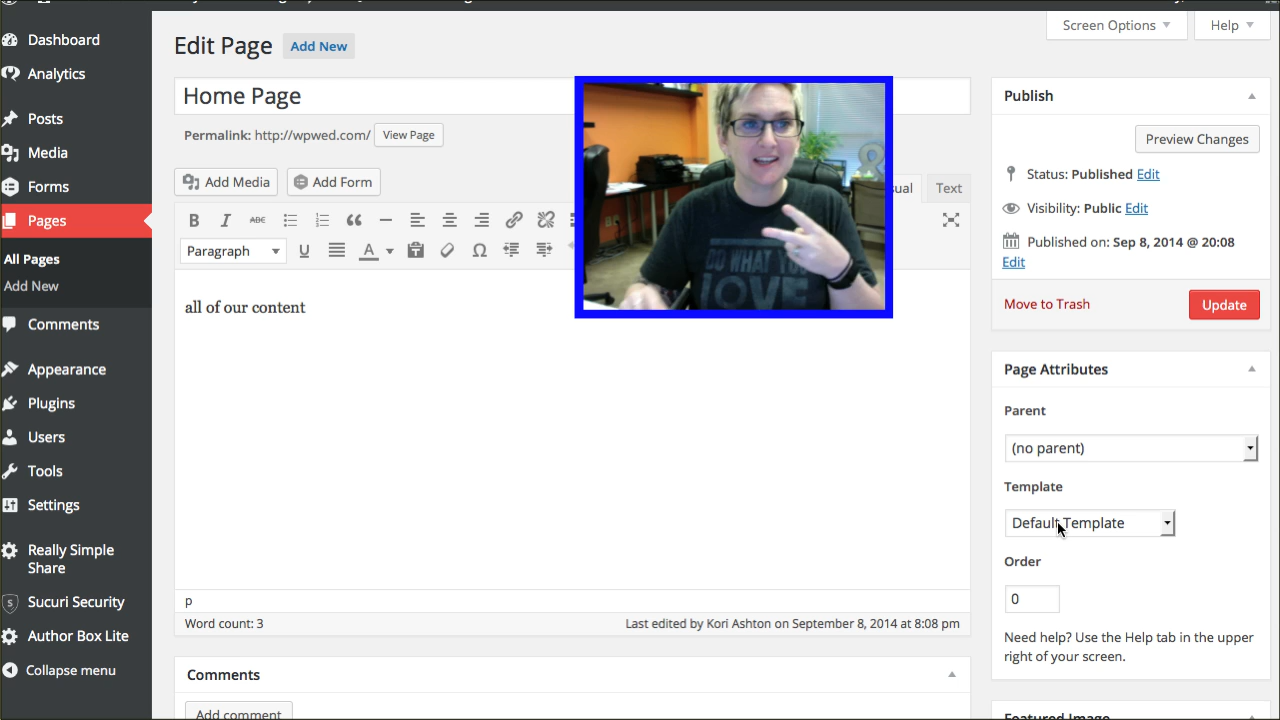 Screen Options
Help
Dashboard
Analytics
Posts
Media
Forms
Pages
All Pages
Add New
Comments
Appearance
Plugins
Users
Tools
Settings
Really Simple
Share
Sucuri Security
Author Box Lite
Collapse menu
Edit Page
Add New
Home Page
Permalink: http://wpwed.com/
View Page
Add Media
Add Form
Text
B I ABC
Paragraph
U A Ω
DO WHAT YOU
LOVE
all of our content
p
Word count: 3
Last edited by Kori Ashton on September 8, 2014 at 8:08 pm
Comments
Add comment
Publish
Preview Changes
Status: Published Edit
Visibility: Public Edit
Published on: Sep 8, 2014 @ 20:08
Edit
Move to Trash
Update
Page Attributes
Parent
(no parent)
Template
Default Template
Order
0
Need help? Use the Help tab in the upper
right of your screen.
Featured Image